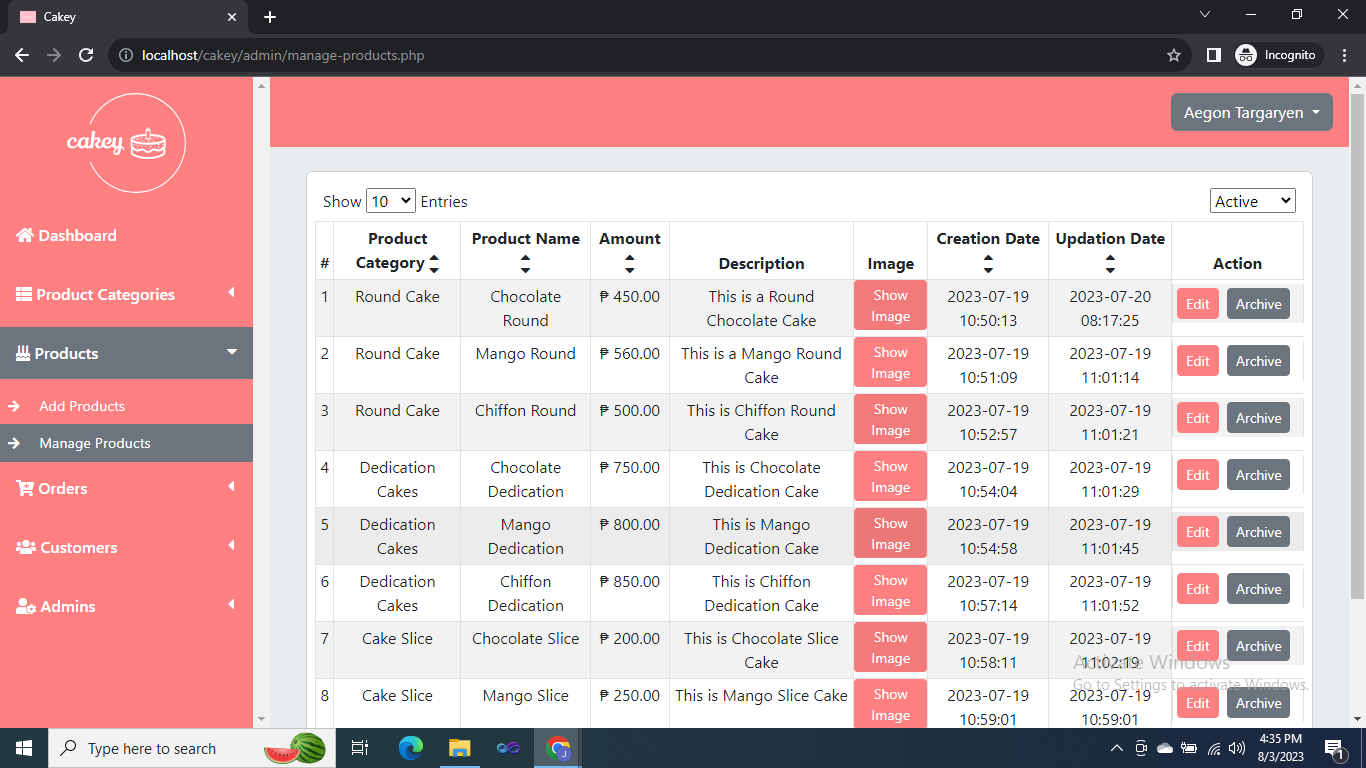 Cakey
localhost/cakey/admin/manage-products.php
Incognito
cakey
Aegon Targaryen
Dashboard
Product Categories
Products
Add Products
Manage Products
Orders
Customers
Admins
Show 10 Entries
Active
# Product Category Product Name Amount Description Image Creation Date Updation Date Action
1 Round Cake Chocolate Round ₱ 450.00 This is a Round Chocolate Cake Show Image 2023-07-19 10:50:13 2023-07-20 08:17:25 Edit Archive
2 Round Cake Mango Round ₱ 560.00 This is a Mango Round Cake Show Image 2023-07-19 10:51:09 2023-07-19 11:01:14 Edit Archive
3 Round Cake Chiffon Round ₱ 500.00 This is Chiffon Round Cake Show Image 2023-07-19 10:52:57 2023-07-19 11:01:21 Edit Archive
4 Dedication Cakes Chocolate Dedication ₱ 750.00 This is Chocolate Dedication Cake Show Image 2023-07-19 10:54:04 2023-07-19 11:01:29 Edit Archive
5 Dedication Cakes Mango Dedication ₱ 800.00 This is Mango Dedication Cake Show Image 2023-07-19 10:54:58 2023-07-19 11:01:45 Edit Archive
6 Dedication Cakes Chiffon Dedication ₱ 850.00 This is Chiffon Dedication Cake Show Image 2023-07-19 10:57:14 2023-07-19 11:01:52 Edit Archive
7 Cake Slice Chocolate Slice ₱ 200.00 This is Chocolate Slice Cake Show Image 2023-07-19 10:58:11 2023-07-19 11:02:19 Edit Archive
8 Cake Slice Mango Slice ₱ 250.00 This is Mango Slice Cake Show Image 2023-07-19 10:59:01 2023-07-19 10:59:01 Edit Archive
Activate Windows
Go to Settings to activate Windows.
Type here to search
4:35 PM
8/3/2023
1